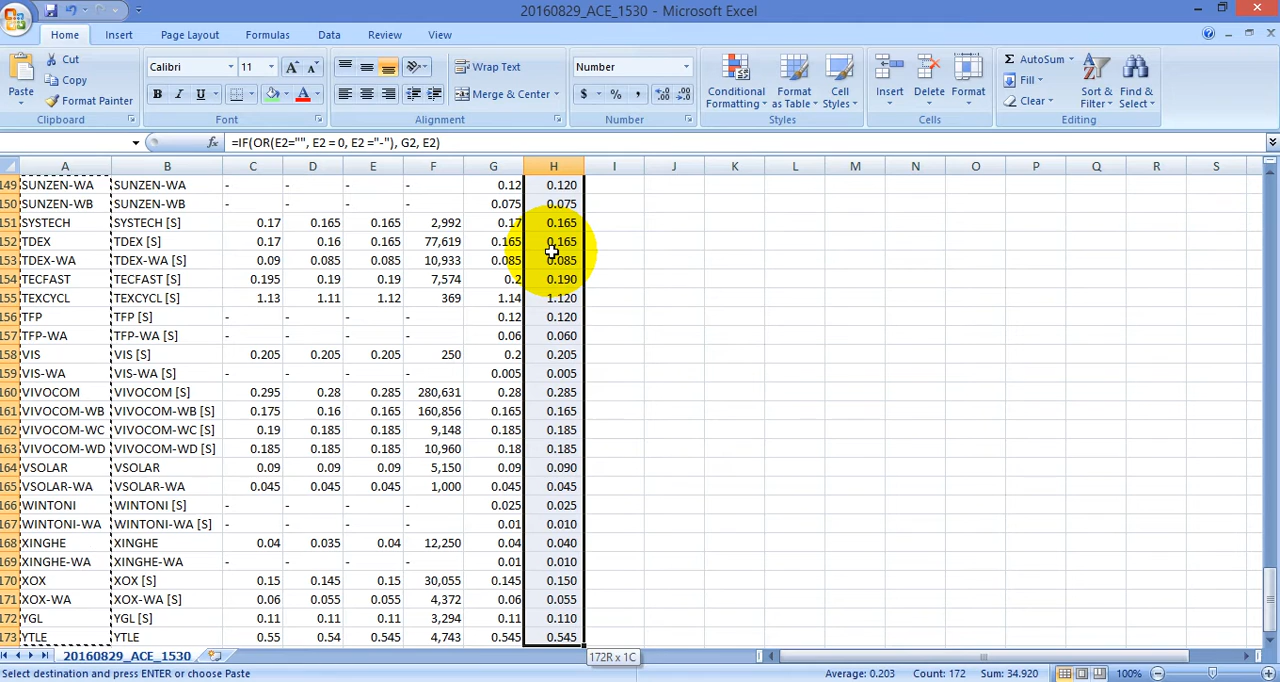 20160829_ACE_1530 - Microsoft Excel
Home Insert Page Layout Formulas Data Review View
Paste Cut Copy Format Painter Clipboard
Calibri 11 A A B I U A Font
Wrap Text Merge & Center Alignment
Number $ % , .0 .00 .00 .0 Number
Conditional Formatting Format as Table Cell Styles Styles
Insert Delete Format Cells
Σ AutoSum Fill Clear Sort & Filter Find & Select Editing
fx =IF(OR(E2="", E2 = 0, E2 ="-"), G2, E2)
A B C D E F G H I J K L M N O P Q R S
149 SUNZEN-WA SUNZEN-WA - - - - 0.12 0.120
150 SUNZEN-WB SUNZEN-WB - - - - 0.075 0.075
151 SYSTECH SYSTECH [S] 0.17 0.165 0.165 2,992 0.17 0.165
152 TDEX TDEX [S] 0.17 0.16 0.165 77,619 0.165 0.165
153 TDEX-WA TDEX-WA [S] 0.09 0.085 0.085 10,933 0.085 0.085
154 TECFAST TECFAST [S] 0.195 0.19 0.19 7,574 0.2 0.190
155 TEXCYCL TEXCYCL [S] 1.13 1.11 1.12 369 1.14 1.120
156 TFP TFP [S] - - - - 0.12 0.120
157 TFP-WA TFP-WA [S] - - - - 0.06 0.060
158 VIS VIS [S] 0.205 0.205 0.205 250 0.2 0.205
159 VIS-WA VIS-WA [S] - - - - 0.005 0.005
160 VIVOCOM VIVOCOM [S] 0.295 0.28 0.285 280,631 0.28 0.285
161 VIVOCOM-WB VIVOCOM-WB [S] 0.175 0.16 0.165 160,856 0.165 0.165
162 VIVOCOM-WC VIVOCOM-WC [S] 0.19 0.185 0.185 9,148 0.185 0.185
163 VIVOCOM-WD VIVOCOM-WD [S] 0.185 0.185 0.185 10,960 0.18 0.185
164 VSOLAR VSOLAR 0.09 0.09 0.09 5,150 0.09 0.090
165 VSOLAR-WA VSOLAR-WA 0.045 0.045 0.045 1,000 0.045 0.045
166 WINTONI WINTONI [S] - - - - 0.025 0.025
167 WINTONI-WA WINTONI-WA [S] - - - - 0.01 0.010
168 XINGHE XINGHE 0.04 0.035 0.04 12,250 0.04 0.040
169 XINGHE-WA XINGHE-WA - - - - 0.01 0.010
170 XOX XOX [S] 0.15 0.145 0.15 30,055 0.145 0.150
171 XOX-WA XOX-WA [S] 0.06 0.055 0.055 4,372 0.06 0.055
172 YGL YGL [S] 0.11 0.11 0.11 3,294 0.11 0.110
173 YTLE YTLE 0.55 0.54 0.545 4,743 0.545 0.545
20160829_ACE_1530 172R x 1C
Select destination and press ENTER or choose Paste Average: 0.203 Count: 172 Sum: 34.920 100%